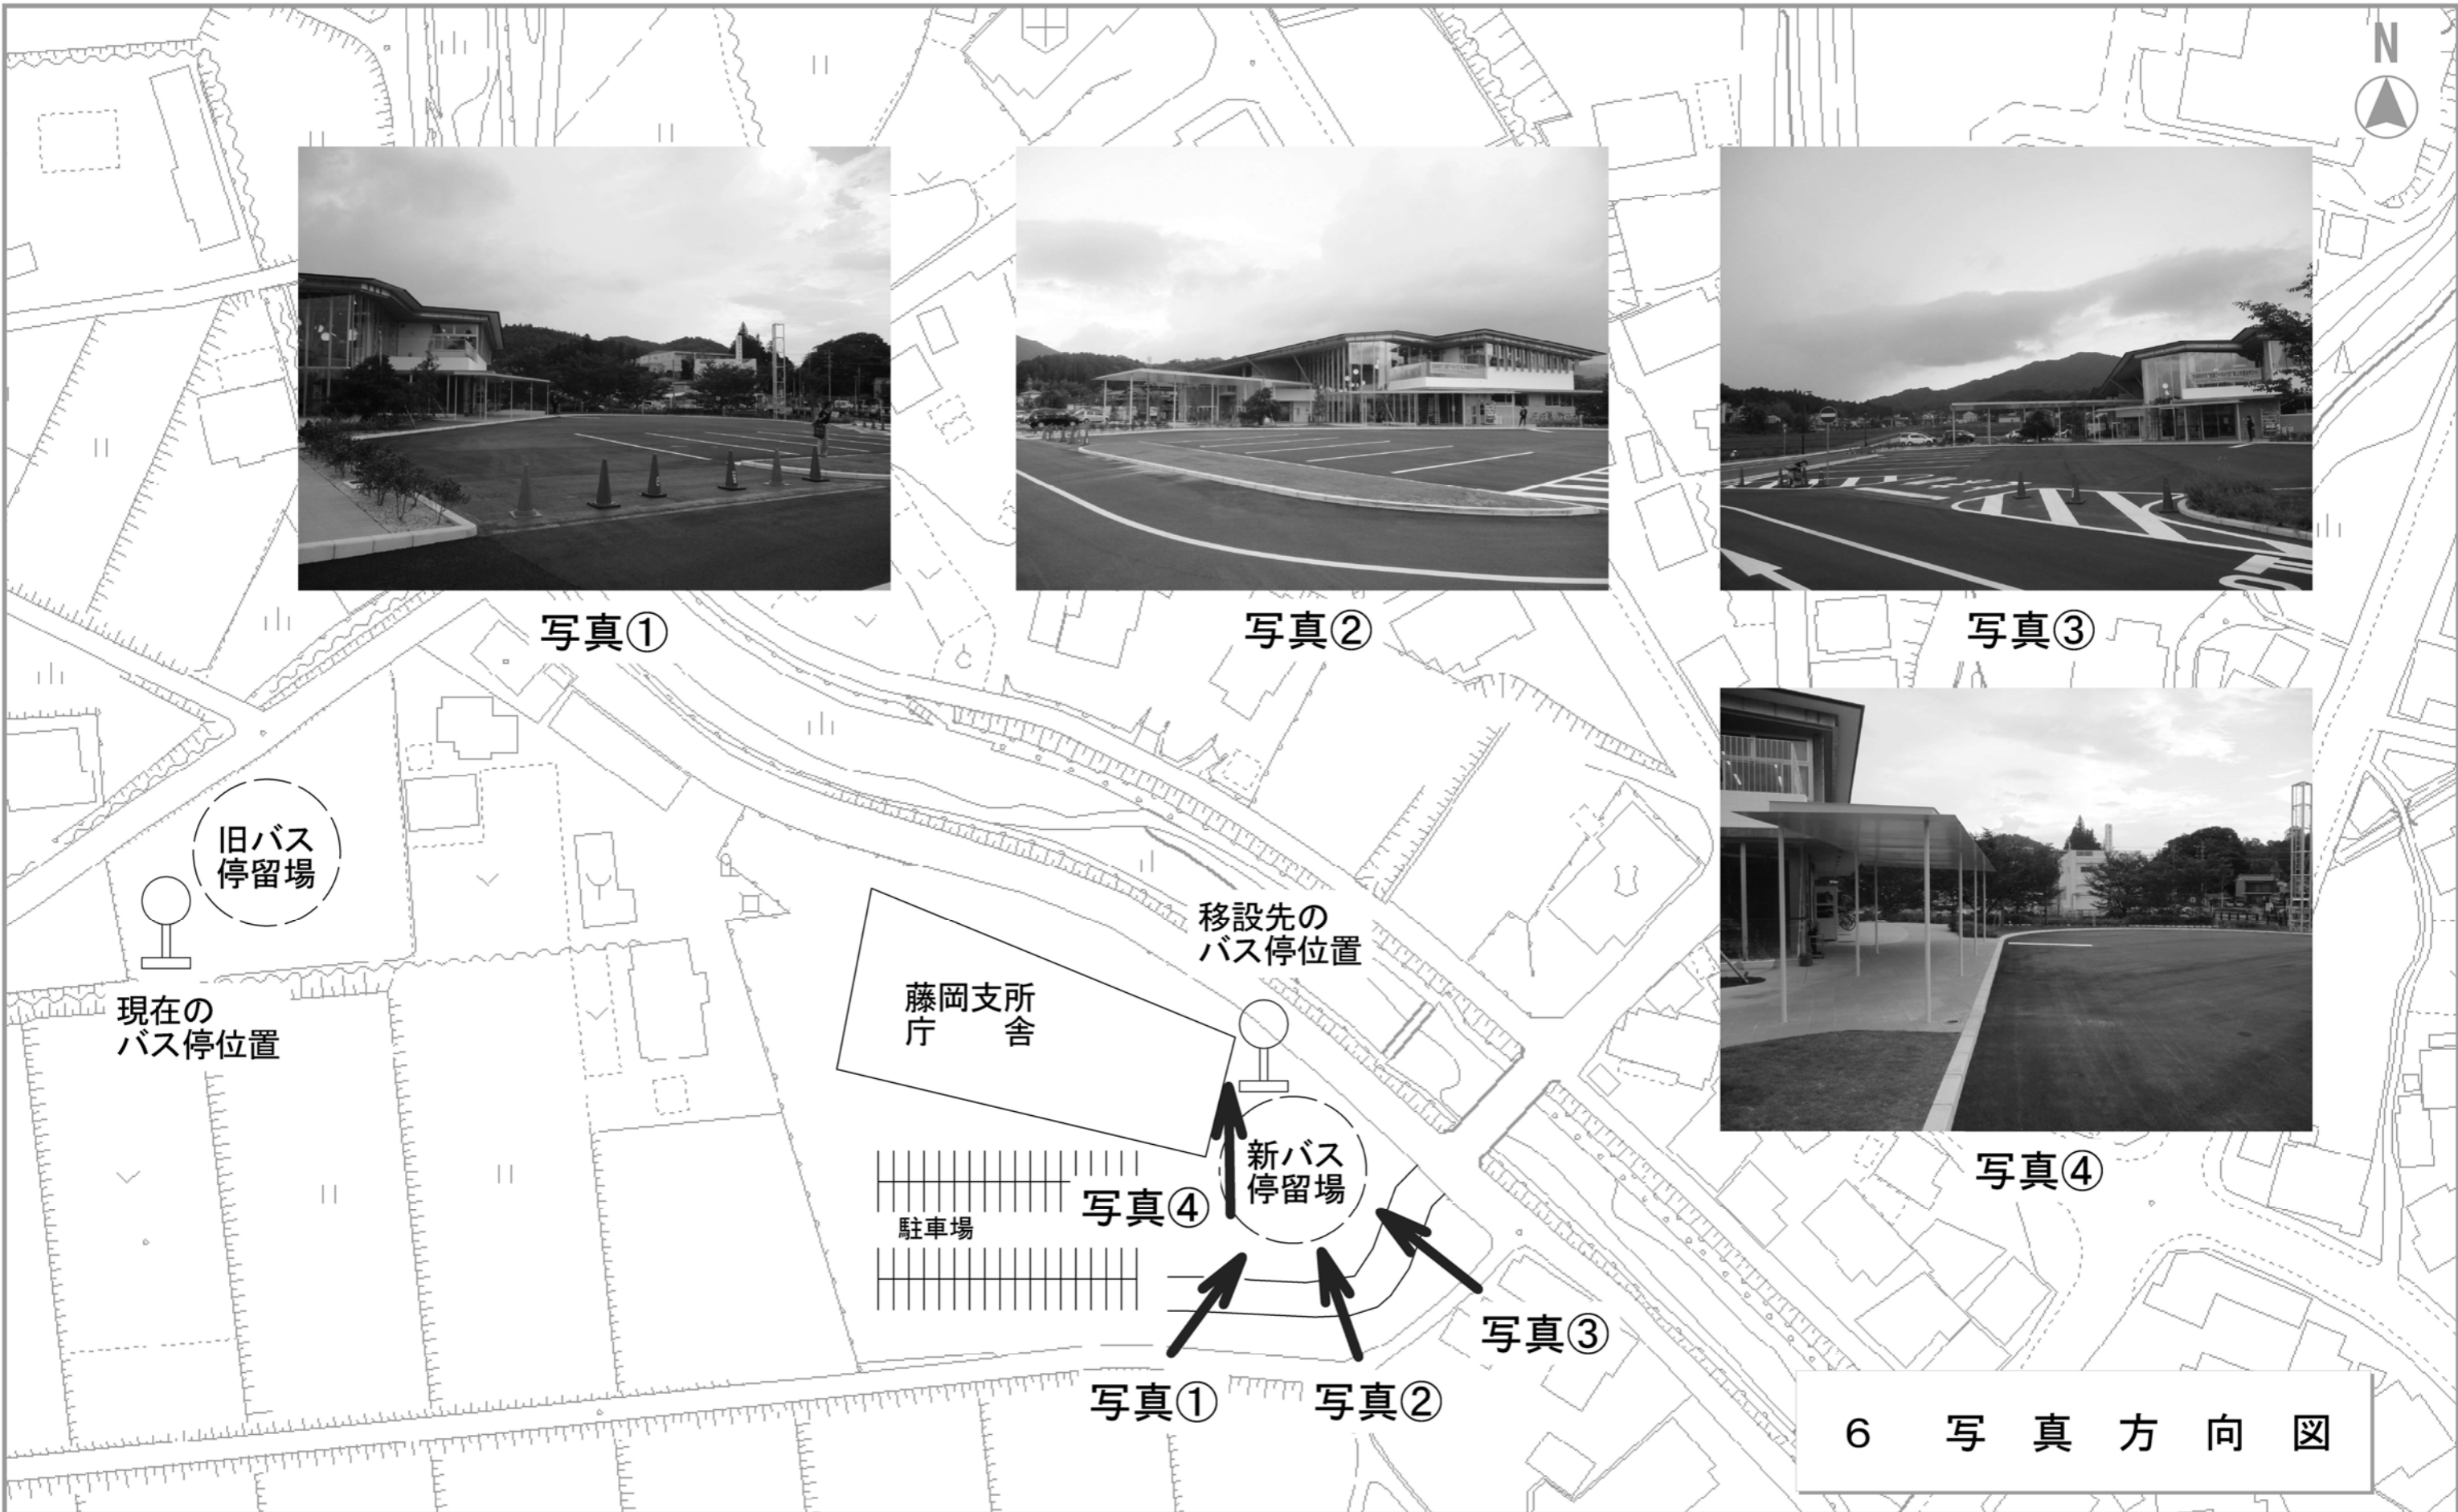 N
写真①
写真②
写真③
旧バス
停留場
現在の
バス停位置
藤岡支所
庁　　舎
移設先の
バス停位置
新バス
停留場
写真④
写真④
駐車場
写真①
写真②
写真③
6　写　真　方　向　図